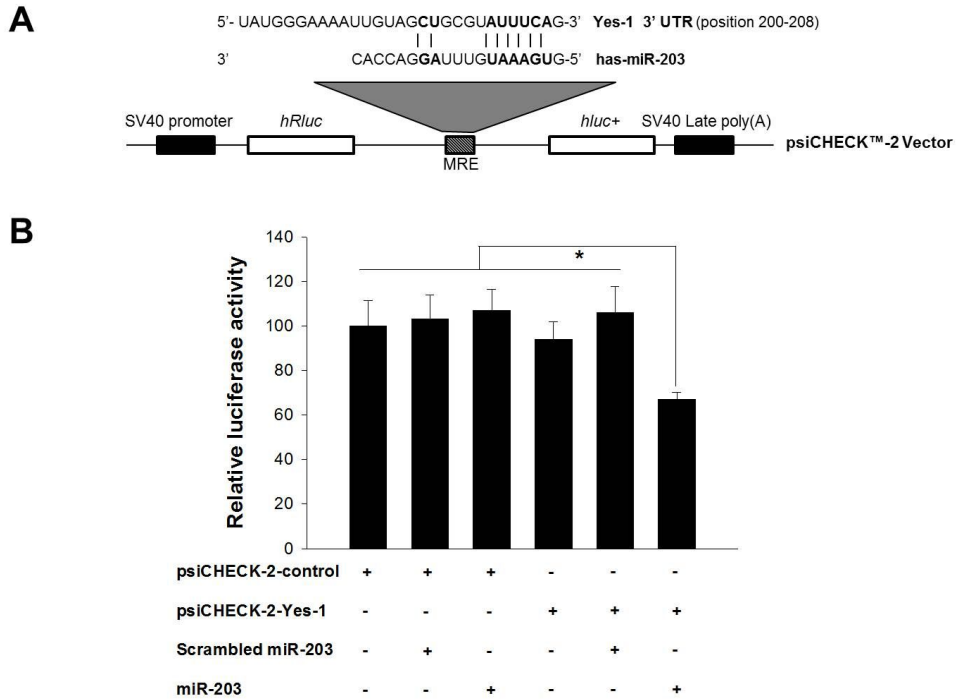 A
5'- UAUGGGAAAAUUGUAGCUGCGUAUUUCAG-3' Yes-1 3' UTR (position 200-208)
3' CACCAGGAUUUGUAAAGUG-5' has-miR-203
SV40 promoter hRluc hluc+ SV40 Late poly(A)
psiCHECK™-2 Vector
MRE
B
Relative luciferase activity
140
120
100
80
60
40
20
0
*
psiCHECK-2-control + + + - - -
psiCHECK-2-Yes-1 - - - + + +
Scrambled miR-203 - + - - + -
miR-203 - - + - - +